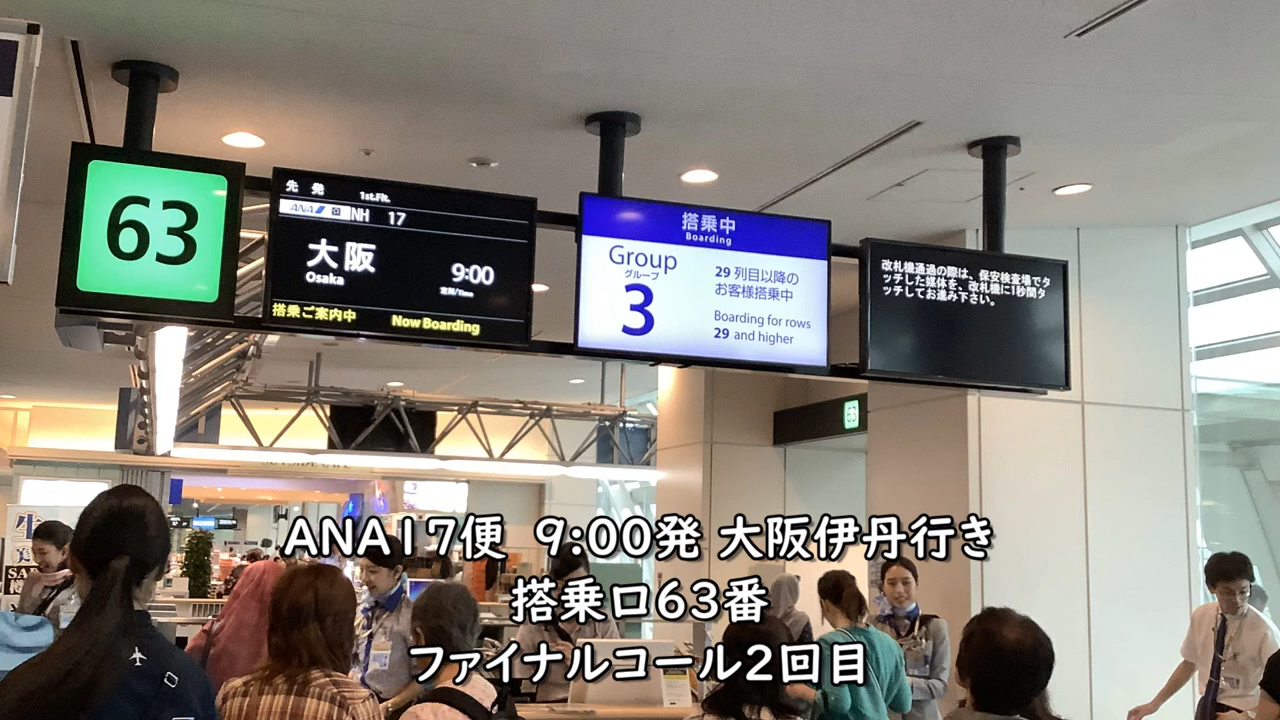 63
先 発 1st.Flt.
ANA NH 17
大阪
Osaka
9:00
定刻/Time
搭乗ご案内中 Now Boarding
搭乗中
Boarding
Group
グループ
3
29 列目以降の
お客様搭乗中
Boarding for rows
29 and higher
改札機通過の際は、保安検査場でタ
ッチした媒体を、改札機に1秒間タ
ッチしてお進み下さい。
63
ANA17便 9:00発 大阪伊丹行き
搭乗口63番
ファイナルコール2回目